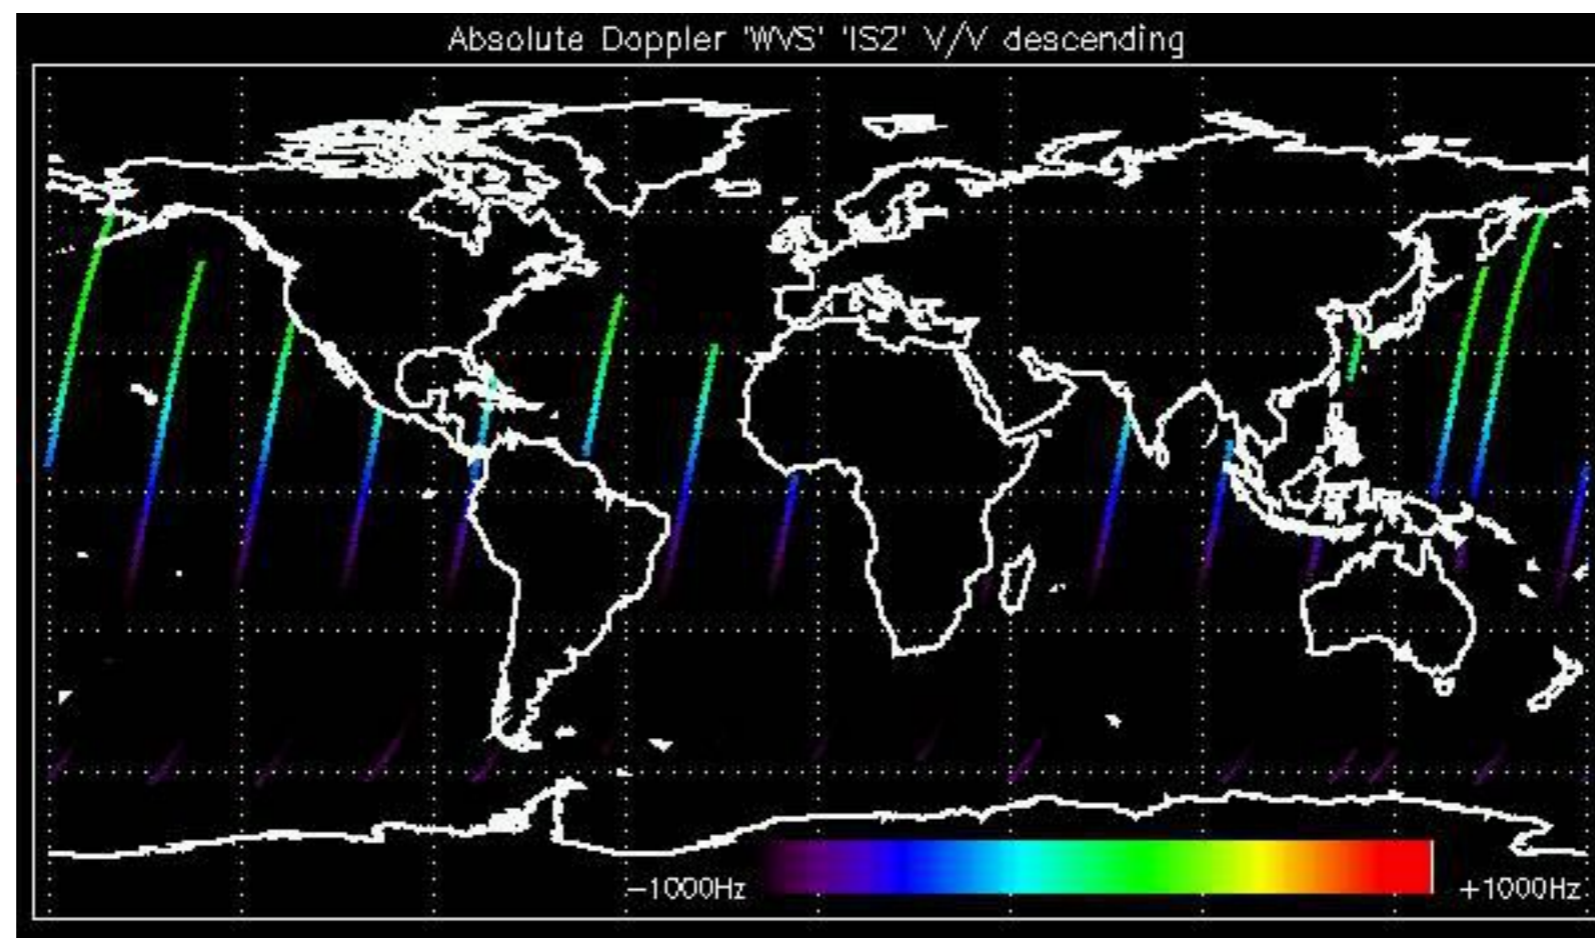 Absolute Doppler 'WVS' 'IS2' V/V descending
−1000Hz
+1000Hz